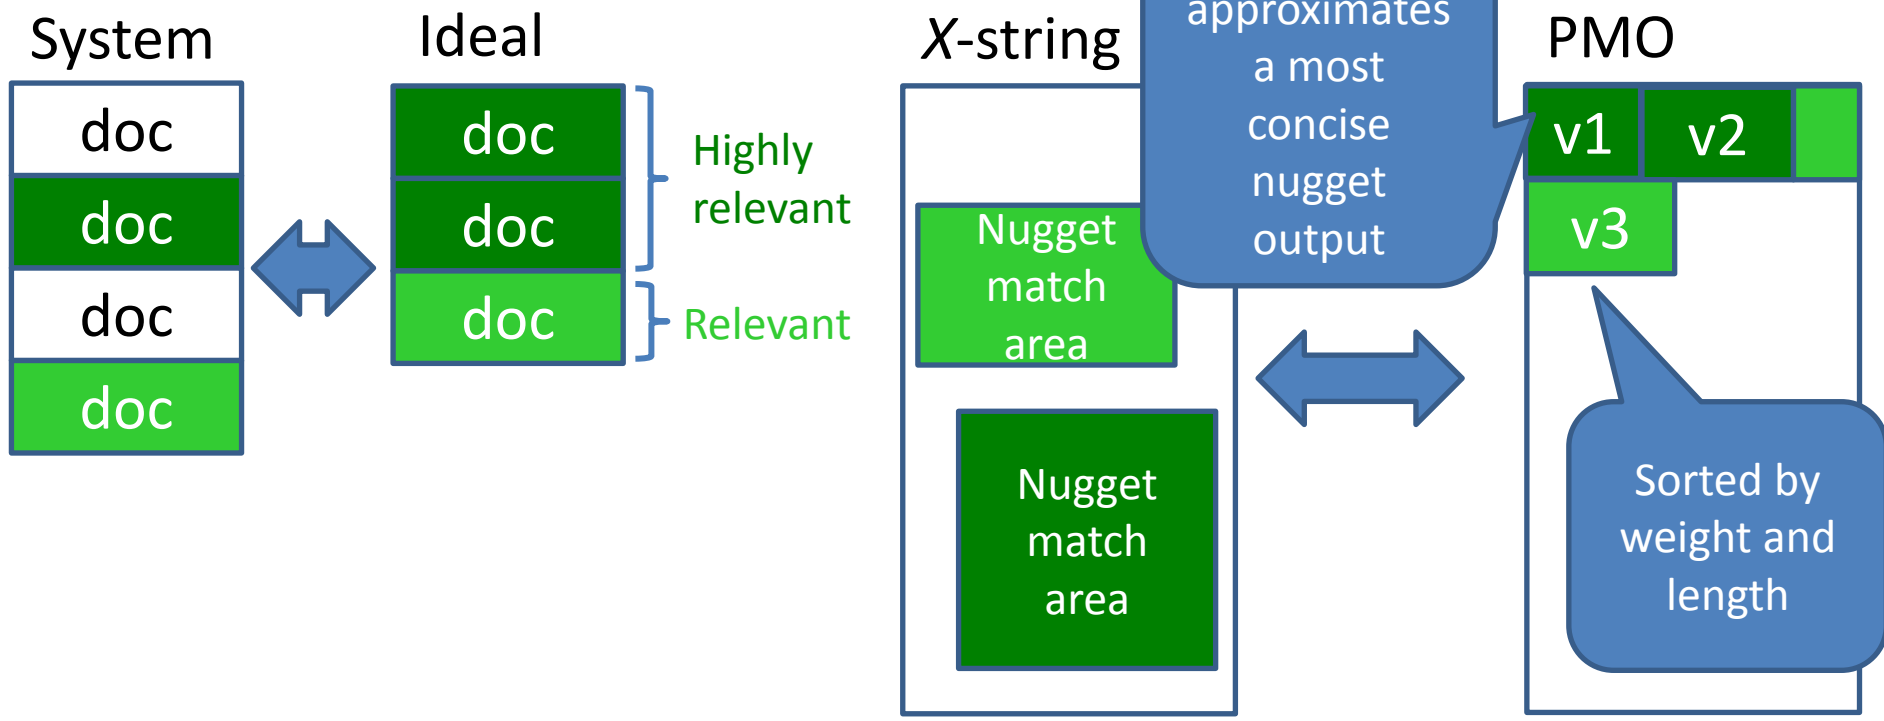 System
doc
doc
doc
doc
Ideal
doc
doc
doc
Highly
relevant
Relevant
X-string
Nugget
match
area
Nugget
match
area
approximates
a most
concise
nugget
output
PMO
v1
v2
v3
Sorted by
weight and
length